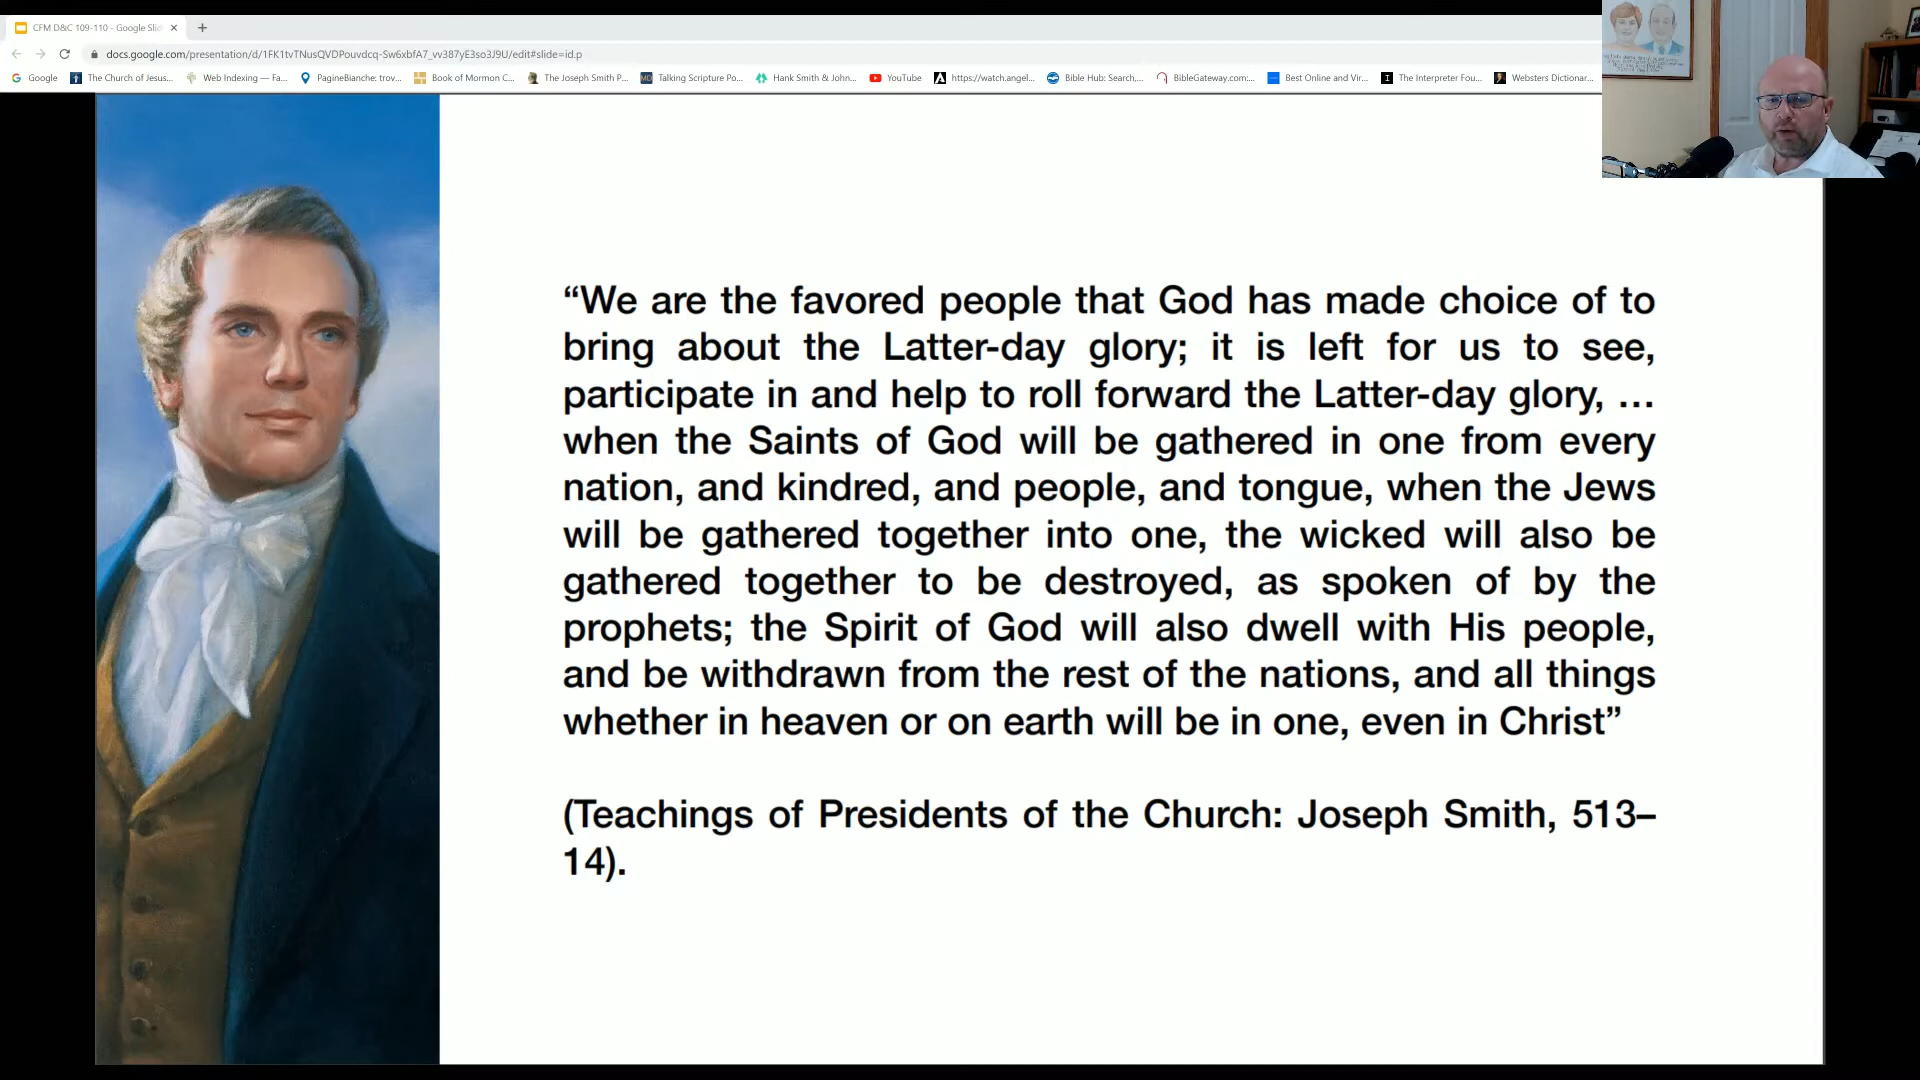 CFM D&C 109-110 - Google Slid
docs.google.com/presentation/d/1FK1tvTNusQVDPouvdcq-Sw6xbfA7_vv387yE3so3J9U/edit#slide=id.p
Google The Church of Jesus... Web Indexing — Fa... PagineBianche: trov... Book of Mormon C... The Joseph Smith P... Talking Scripture Po... Hank Smith & John... YouTube https://watch.angel... Bible Hub: Search,... BibleGateway.com:... Best Online and Vir... The Interpreter Fou... Websters Dictionar...
“We are the favored people that God has made choice of to
bring about the Latter-day glory; it is left for us to see,
participate in and help to roll forward the Latter-day glory, …
when the Saints of God will be gathered in one from every
nation, and kindred, and people, and tongue, when the Jews
will be gathered together into one, the wicked will also be
gathered together to be destroyed, as spoken of by the
prophets; the Spirit of God will also dwell with His people,
and be withdrawn from the rest of the nations, and all things
whether in heaven or on earth will be in one, even in Christ”
(Teachings of Presidents of the Church: Joseph Smith, 513–
14).